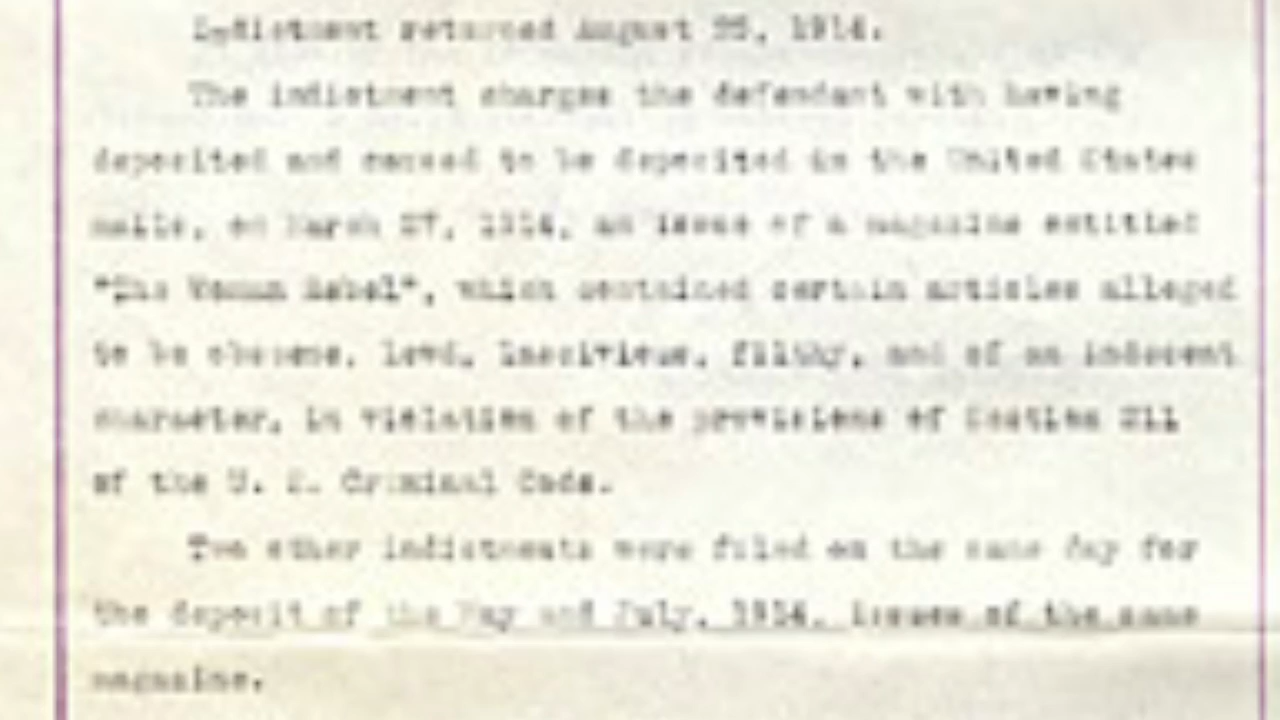 Indictment returned August 25, 1914.
The indictment charges the defendant with having
deposited and caused to be deposited in the United States
mails, on March 27, 1914, an issue of a magazine entitled
"The Woman Rebel", which contained certain articles alleged
to be obscene, lewd, lascivious, filthy, and of an indecent
character, in violation of the provisions of Section 211
of the U. S. Criminal Code.
Two other indictments were filed on the same day for
the deposit of the May and July, 1914, issues of the same
magazine.